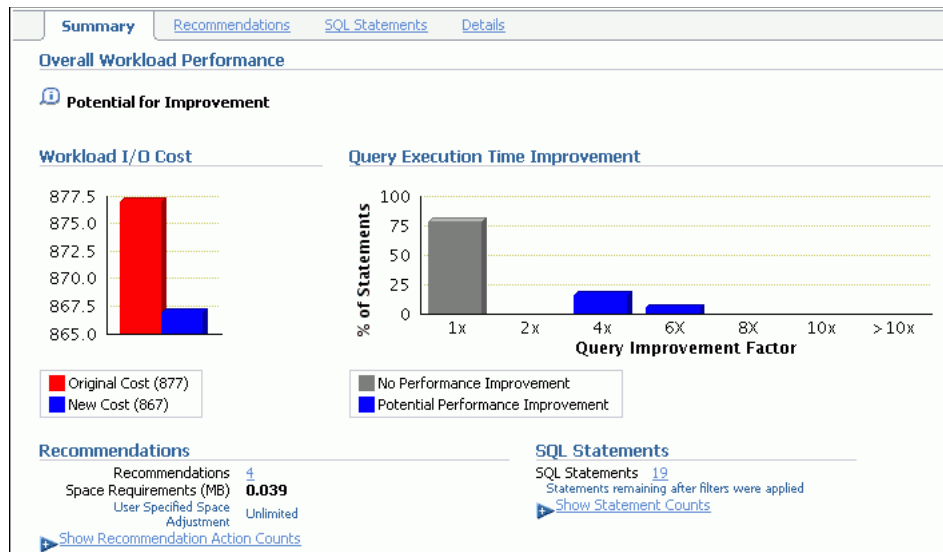 Summary Recommendations SQL Statements Details
Overall Workload Performance
Potential for Improvement
Workload I/O Cost
877.5
875.0
872.5
870.0
867.5
865.0
Original Cost (877)
New Cost (867)
Query Execution Time Improvement
% of Statements
100
75
50
25
0
1x 2x 4x 6X 8X 10x >10x
Query Improvement Factor
No Performance Improvement
Potential Performance Improvement
Recommendations
Recommendations 4
Space Requirements (MB) 0.039
User Specified Space
Adjustment Unlimited
Show Recommendation Action Counts
SQL Statements
SQL Statements 19
Statements remaining after filters were applied
Show Statement Counts